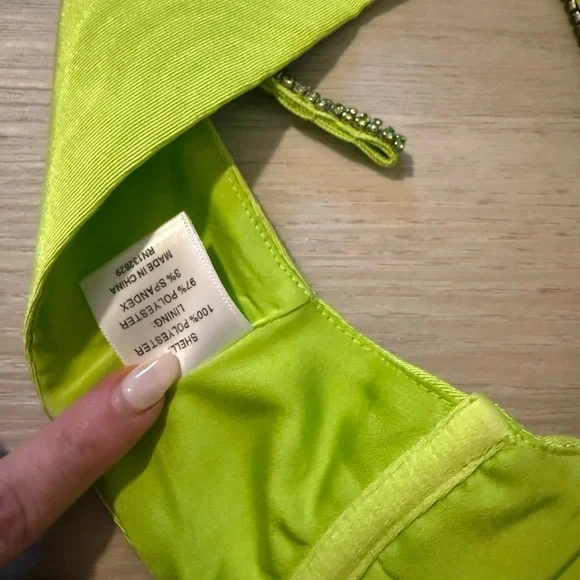 SHELL:
100% POLYESTER
LINING:
97% POLYESTER
3% SPANDEX
MADE IN CHINA
RN132829